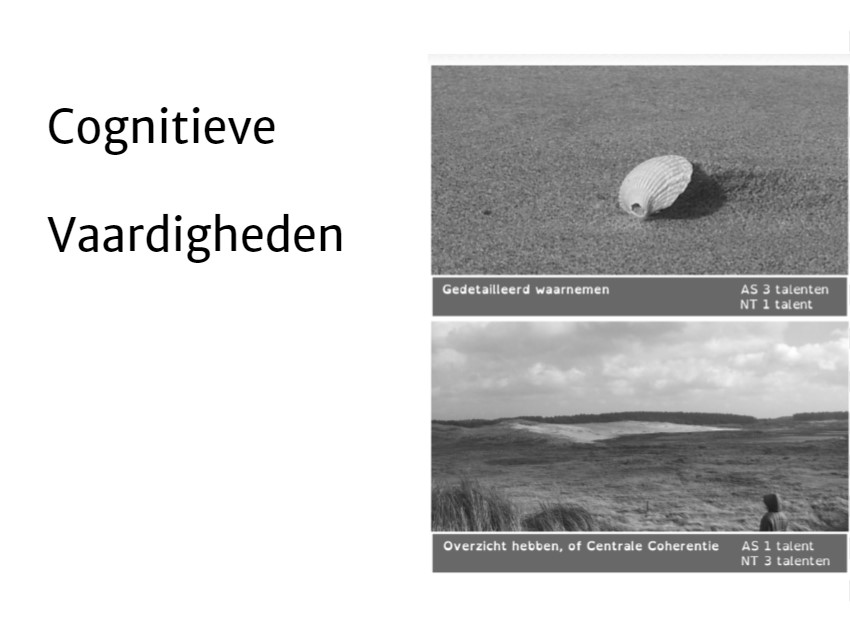 Cognitieve
Vaardigheden
Gedetailleerd waarnemen
AS 3 talenten
NT 1 talent
Overzicht hebben, of Centrale Coherentie
AS 1 talent
NT 3 talenten